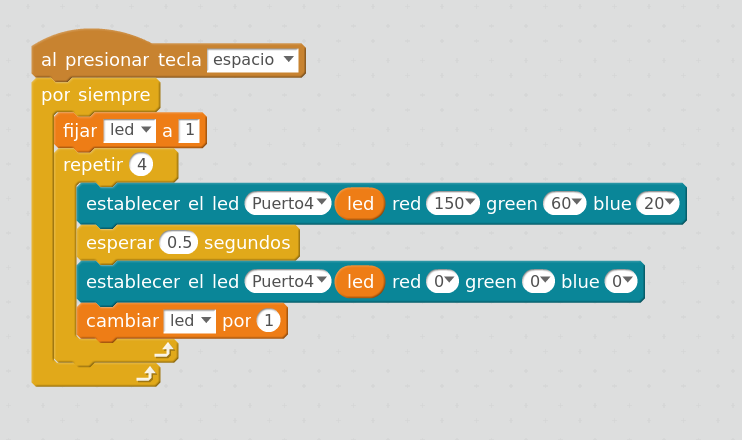 al presionar tecla espacio
por siempre
fijar led a 1
repetir 4
establecer el led Puerto4 led red 150 green 60 blue 20
esperar 0.5 segundos
establecer el led Puerto4 led red 0 green 0 blue 0
cambiar led por 1